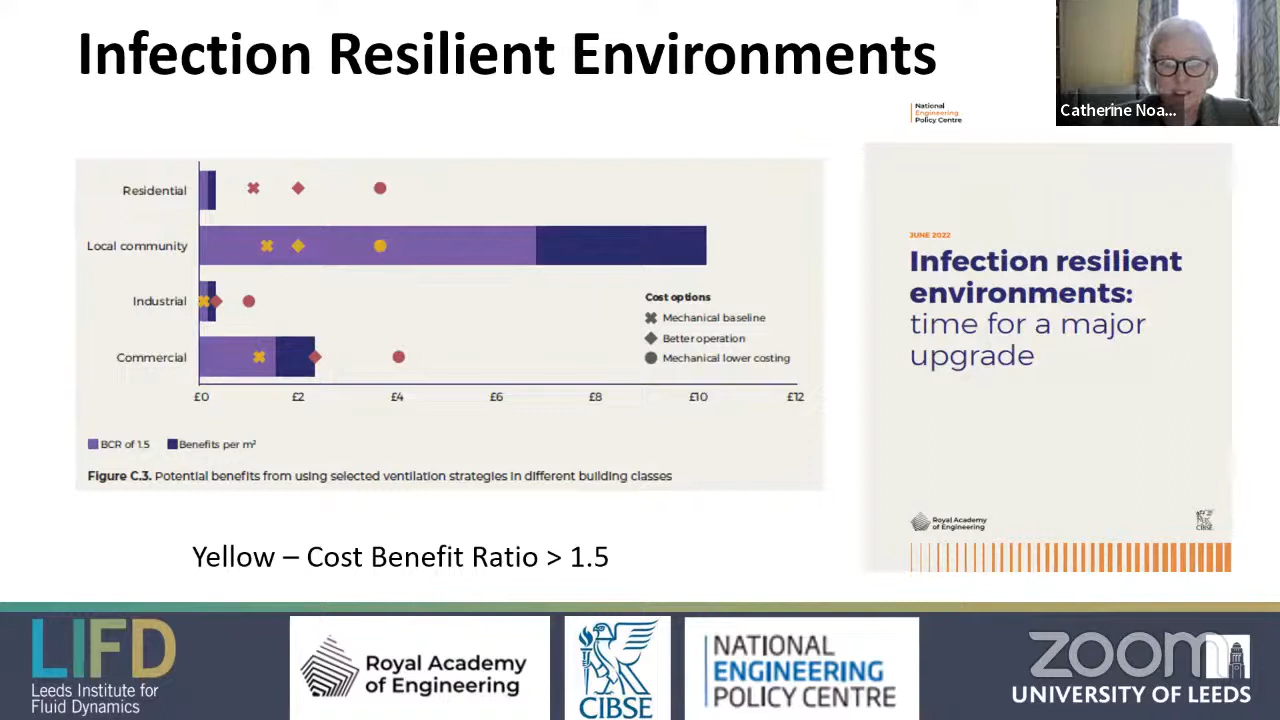 Infection Resilient Environments
Catherine Noa...
National
Engineering
Policy Centre
Residential
Local community
Industrial
Commercial
Cost options
Mechanical baseline
Better operation
Mechanical lower costing
£0 £2 £4 £6 £8 £10 £12
BCR of 1.5 Benefits per m²
Figure C.3. Potential benefits from using selected ventilation strategies in different building classes
JUNE 2022
Infection resilient
environments:
time for a major
upgrade
Royal Academy
of Engineering
CIBSE
Yellow – Cost Benefit Ratio > 1.5
LIFD
Leeds Institute for
Fluid Dynamics
Royal Academy
of Engineering
CIBSE
NATIONAL
ENGINEERING
POLICY CENTRE
zoom
UNIVERSITY OF LEEDS